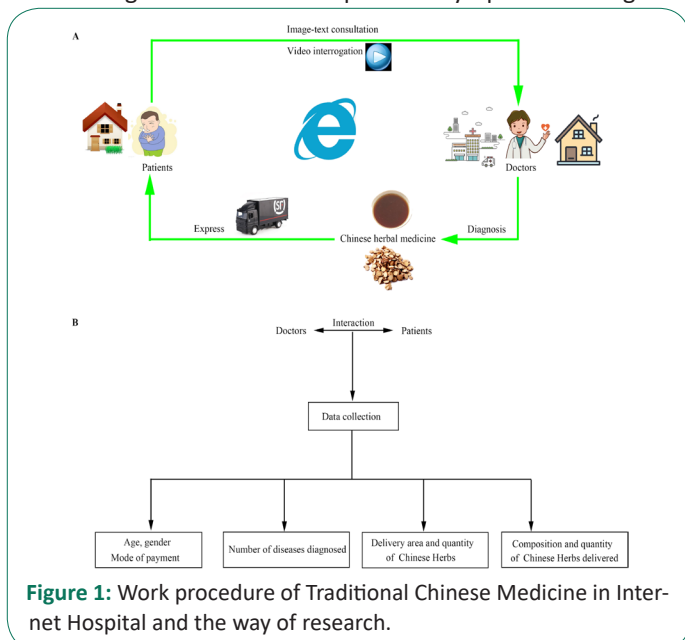 A
Image-text consultation
Video interrogation
Patients
Doctors
Express
SF
Chinese herbal medicine
Diagnosis
B
Interaction
Doctors
Patients
Data collection
Age, gender
Mode of payment
Number of diseases diagnosed
Delivery area and quantity
of Chinese Herbs
Composition and quantity
of Chinese Herbs delivered
Figure 1: Work procedure of Traditional Chinese Medicine in Inter-
net Hospital and the way of research.